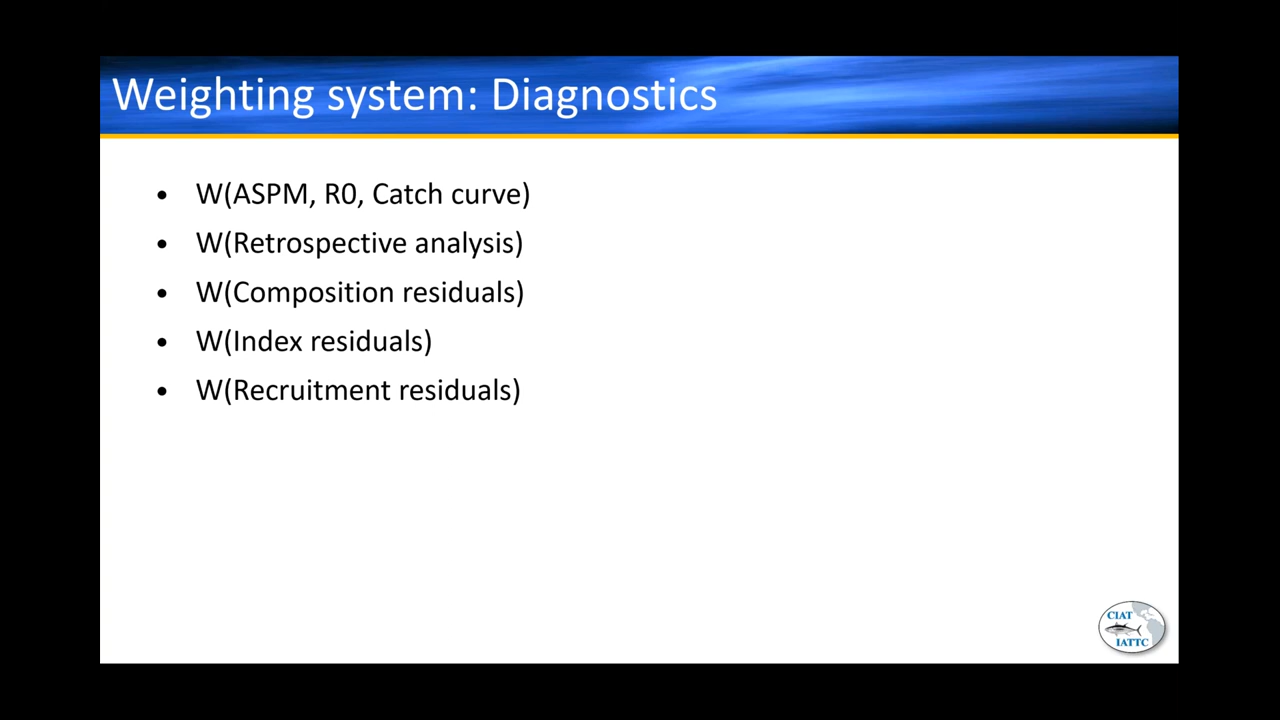 Weighting system: Diagnostics
• W(ASPM, R0, Catch curve)
• W(Retrospective analysis)
• W(Composition residuals)
• W(Index residuals)
• W(Recruitment residuals)
CIAT
IATTC